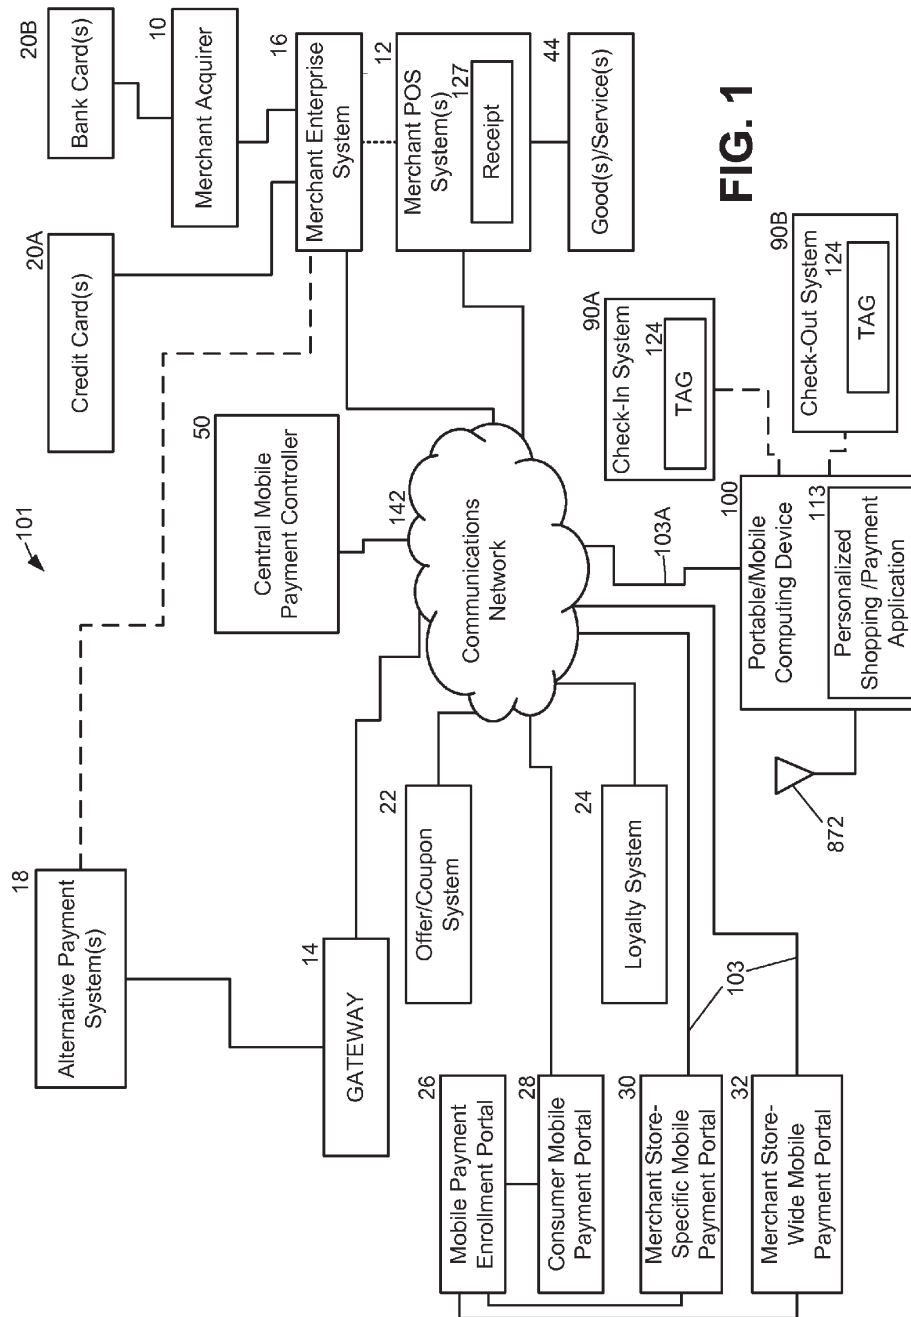 101
18
Alternative Payment
System(s)
Credit Card(s)
20A
Bank Card(s)
20B
Merchant Acquirer
10
Merchant Enterprise
System
16
Merchant POS
System(s)
12
Receipt
127
Good(s)/Service(s)
44
Central Mobile
Payment Controller
50
GATEWAY
14
Offer/Coupon
System
22
Communications
Network
142
Loyalty System
24
Mobile Payment
Enrollment Portal
26
Consumer Mobile
Payment Portal
28
Merchant Store-
Specific Mobile
Payment Portal
30
Merchant Store-
Wide Mobile
Payment Portal
32
103
103A
872
Portable/Mobile
Computing Device
100
Personalized
Shopping /Payment
Application
113
Check-In System
90A
TAG
124
Check-Out System
90B
TAG
124
FIG. 1